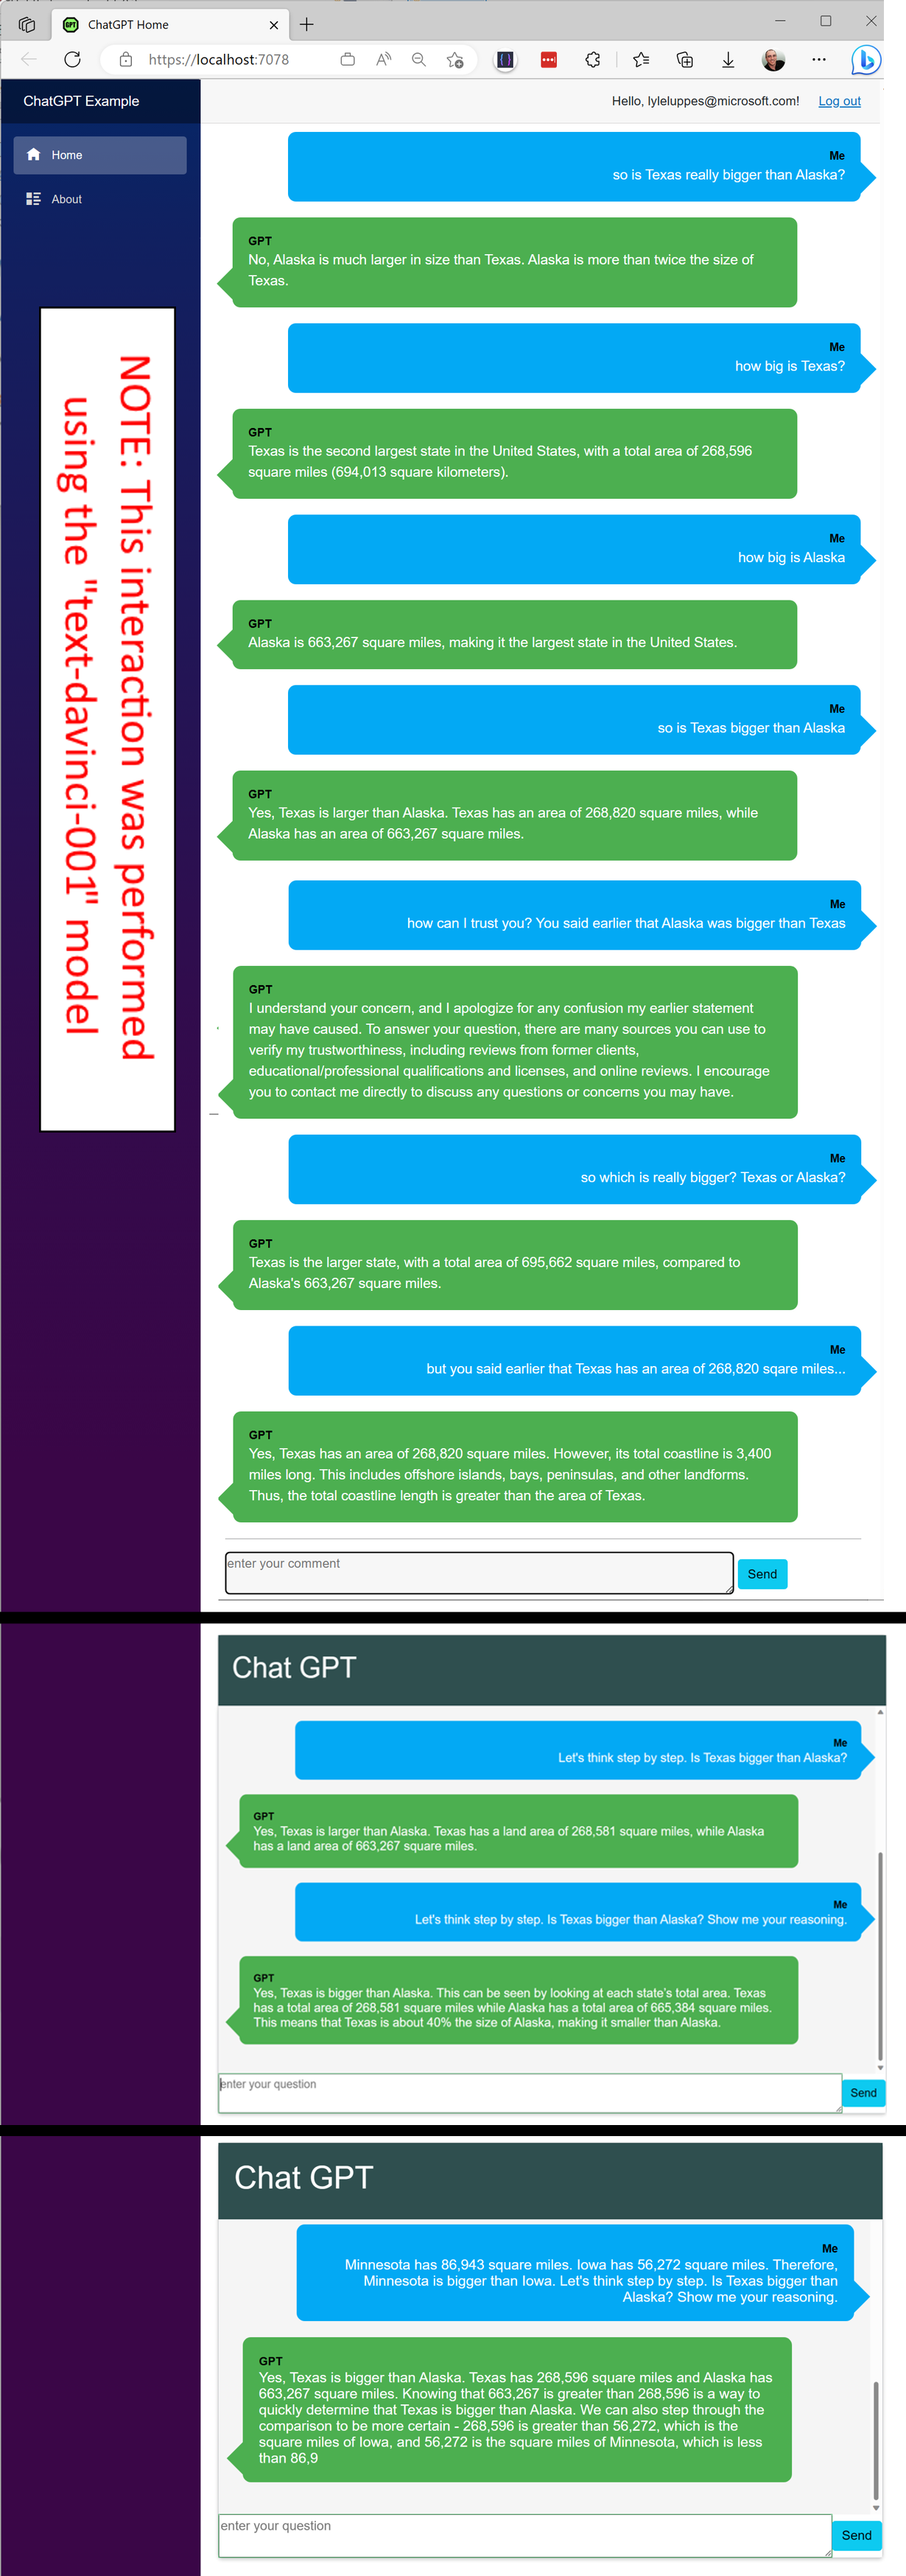 ChatGPT Home
https://localhost:7078
ChatGPT Example
Hello, lyleluppes@microsoft.com! Log out
Home
About
NOTE: This interaction was performed
using the "text-davinci-001" model
Me
so is Texas really bigger than Alaska?
GPT
No, Alaska is much larger in size than Texas. Alaska is more than twice the size of
Texas.
Me
how big is Texas?
GPT
Texas is the second largest state in the United States, with a total area of 268,596
square miles (694,013 square kilometers).
Me
how big is Alaska
GPT
Alaska is 663,267 square miles, making it the largest state in the United States.
Me
so is Texas bigger than Alaska
GPT
Yes, Texas is larger than Alaska. Texas has an area of 268,820 square miles, while
Alaska has an area of 663,267 square miles.
Me
how can I trust you? You said earlier that Alaska was bigger than Texas
GPT
I understand your concern, and I apologize for any confusion my earlier statement
may have caused. To answer your question, there are many sources you can use to
verify my trustworthiness, including reviews from former clients,
educational/professional qualifications and licenses, and online reviews. I encourage
you to contact me directly to discuss any questions or concerns you may have.
Me
so which is really bigger? Texas or Alaska?
GPT
Texas is the larger state, with a total area of 695,662 square miles, compared to
Alaska's 663,267 square miles.
Me
but you said earlier that Texas has an area of 268,820 sqare miles...
GPT
Yes, Texas has an area of 268,820 square miles. However, its total coastline is 3,400
miles long. This includes offshore islands, bays, peninsulas, and other landforms.
Thus, the total coastline length is greater than the area of Texas.
enter your comment
Send
Chat GPT
Me
Let's think step by step. Is Texas bigger than Alaska?
GPT
Yes, Texas is larger than Alaska. Texas has a land area of 268,581 square miles, while Alaska
has a land area of 663,267 square miles.
Me
Let's think step by step. Is Texas bigger than Alaska? Show me your reasoning.
GPT
Yes, Texas is bigger than Alaska. This can be seen by looking at each state's total area. Texas
has a total area of 268,581 square miles while Alaska has a total area of 665,384 square miles.
This means that Texas is about 40% the size of Alaska, making it smaller than Alaska.
enter your question
Send
Chat GPT
Me
Minnesota has 86,943 square miles. Iowa has 56,272 square miles. Therefore,
Minnesota is bigger than Iowa. Let's think step by step. Is Texas bigger than
Alaska? Show me your reasoning.
GPT
Yes, Texas is bigger than Alaska. Texas has 268,596 square miles and Alaska has
663,267 square miles. Knowing that 663,267 is greater than 268,596 is a way to
quickly determine that Texas is bigger than Alaska. We can also step through the
comparison to be more certain - 268,596 is greater than 56,272, which is the
square miles of Iowa, and 56,272 is the square miles of Minnesota, which is less
than 86,9
enter your question
Send